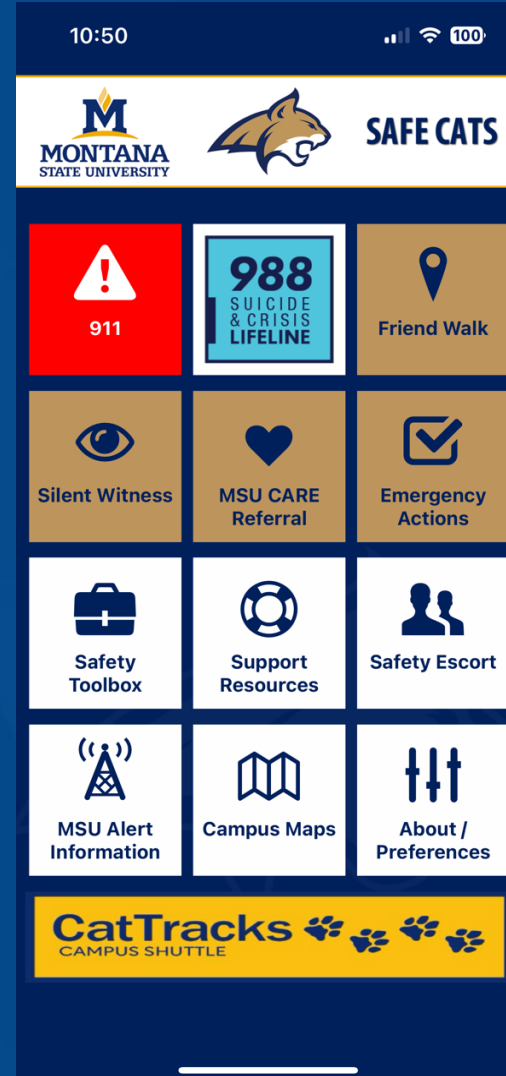 10:50
100
M
MONTANA
STATE UNIVERSITY
SAFE CATS
911
988
SUICIDE
& CRISIS
LIFELINE
Friend Walk
Silent Witness
MSU CARE
Referral
Emergency
Actions
Safety
Toolbox
Support
Resources
Safety Escort
MSU Alert
Information
Campus Maps
About /
Preferences
CatTracks
CAMPUS SHUTTLE